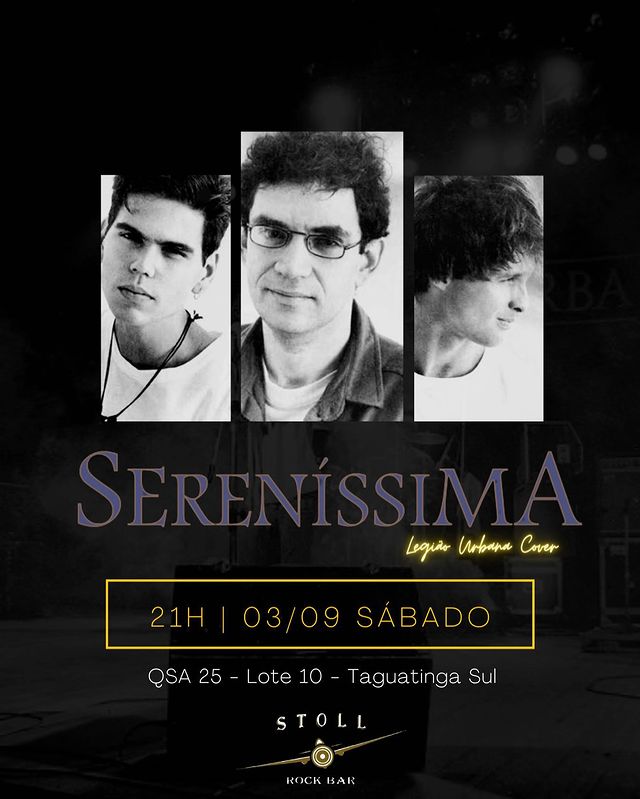 SERENÍSSIMA
Legião Urbana Cover
21H | 03/09 SÁBADO
QSA 25 - Lote 10 - Taguatinga Sul
STOLL
ROCK BAR